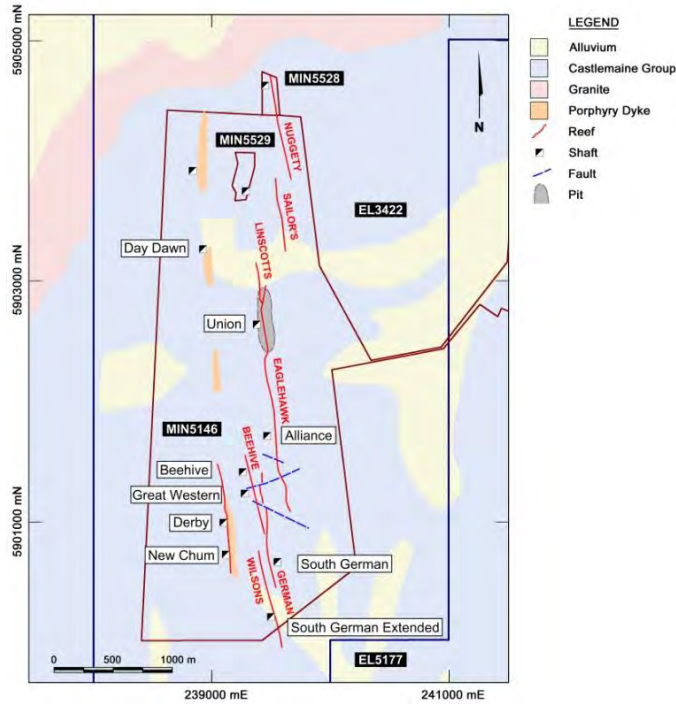 5905000 mN
5903000 mN
5901000 mN
239000 mE
241000 mE
MIN5528
NUGGETY
MIN5529
SAILOR'S
EL3422
LINSCOTTS
Day Dawn
Union
EAGLEHAWK
MIN5146
Alliance
BEEHIVE
Beehive
Great Western
Derby
New Chum
WILSONS
GERMAN
South German
South German Extended
EL5177
0 500 1000 m
LEGEND
Alluvium
Castlemaine Group
Granite
Porphyry Dyke
Reef
Shaft
Fault
Pit
N